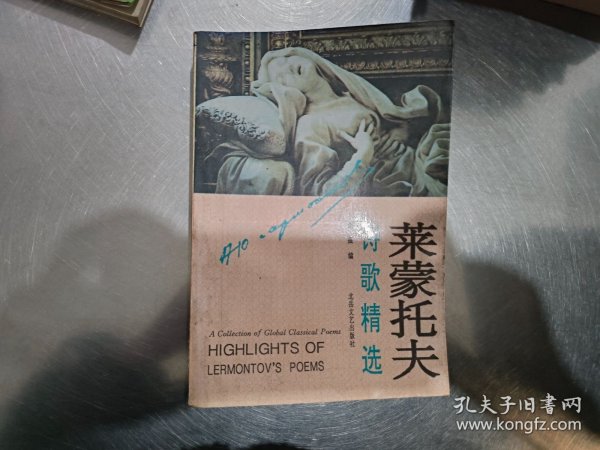 莱蒙托夫
诗歌精选
编
北岳文艺出版社
A Collection of Global Classical Poems
HIGHLIGHTS OF
LERMONTOV'S POEMS
孔夫子旧书网
www.kongfz.com